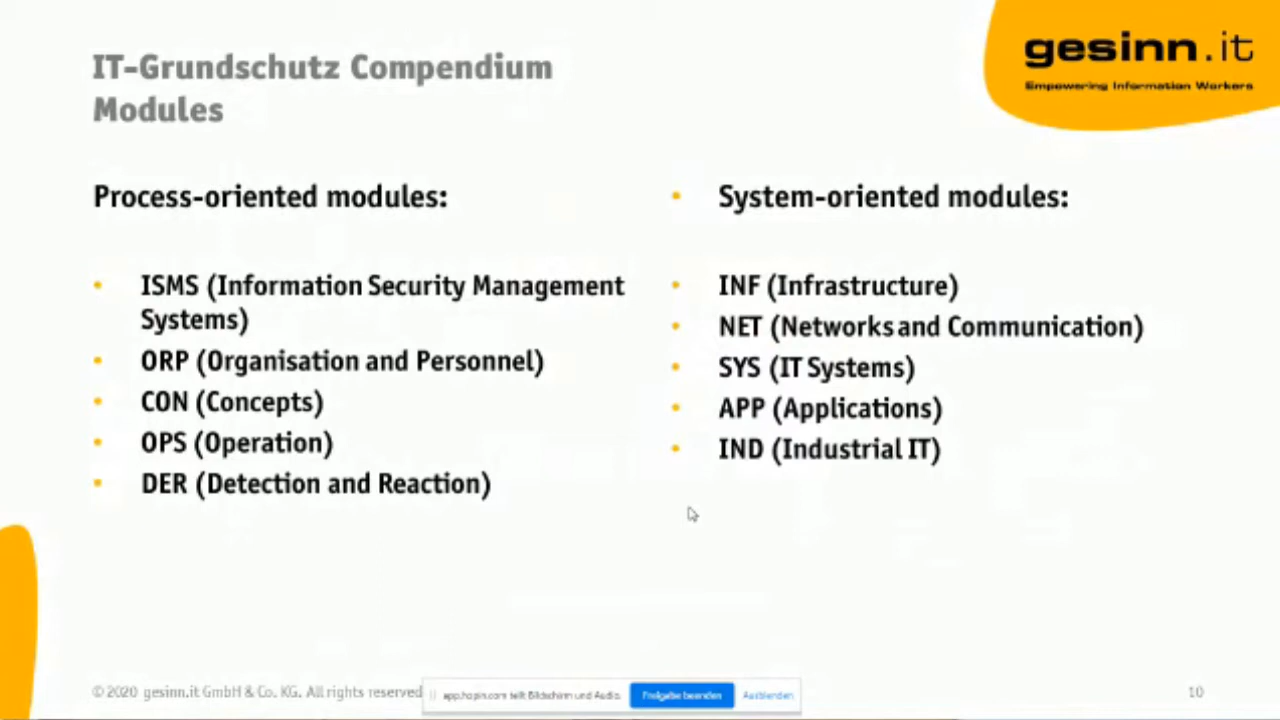 IT-Grundschutz Compendium
Modules
gesinn.it
Empowering Information Workers
Process-oriented modules:
• ISMS (Information Security Management
Systems)
• ORP (Organisation and Personnel)
• CON (Concepts)
• OPS (Operation)
• DER (Detection and Reaction)
• System-oriented modules:
• INF (Infrastructure)
• NET (Networks and Communication)
• SYS (IT Systems)
• APP (Applications)
• IND (Industrial IT)
© 2020 gesinn.it GmbH & Co. KG. All rights reserved
app.hopin.com teilt Bildschirm und Audio.
Freigabe beenden
Ausblenden
10